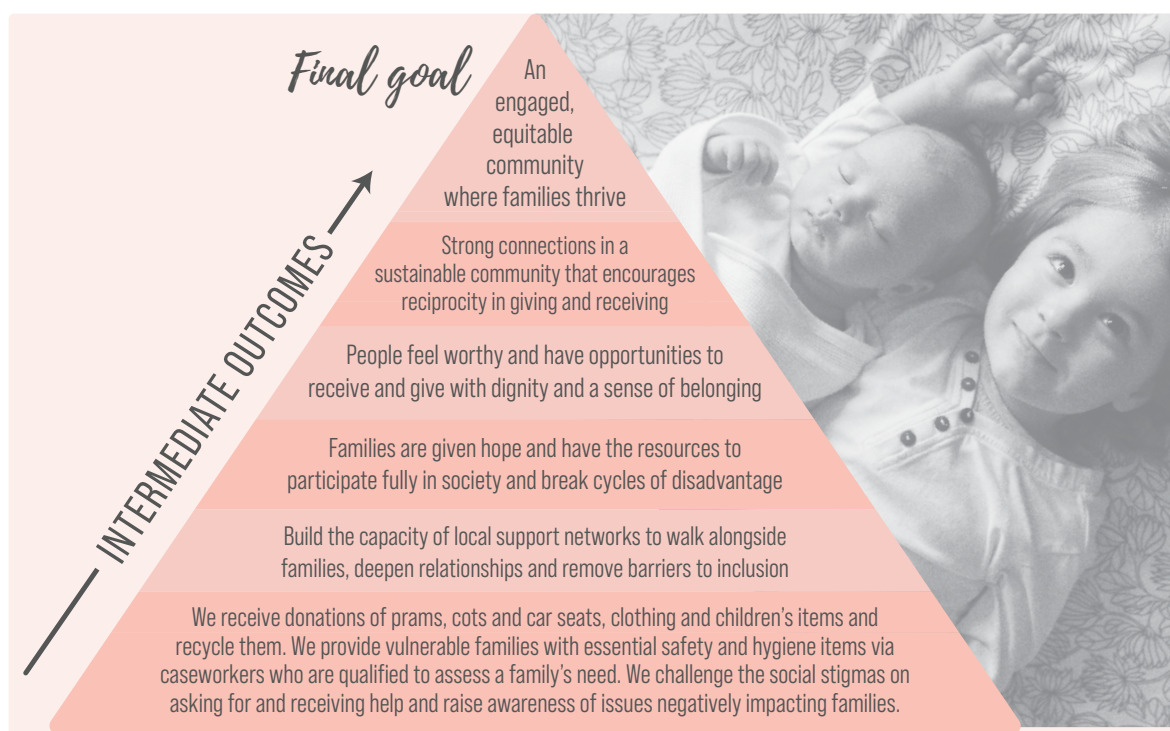 Final goal
An
engaged,
equitable
community
where families thrive
Strong connections in a
sustainable community that encourages
reciprocity in giving and receiving
People feel worthy and have opportunities to
receive and give with dignity and a sense of belonging
Families are given hope and have the resources to
participate fully in society and break cycles of disadvantage
Build the capacity of local support networks to walk alongside
families, deepen relationships and remove barriers to inclusion
We receive donations of prams, cots and car seats, clothing and children’s items and
recycle them. We provide vulnerable families with essential safety and hygiene items via
caseworkers who are qualified to assess a family’s need. We challenge the social stigmas on
asking for and receiving help and raise awareness of issues negatively impacting families.
INTERMEDIATE OUTCOMES